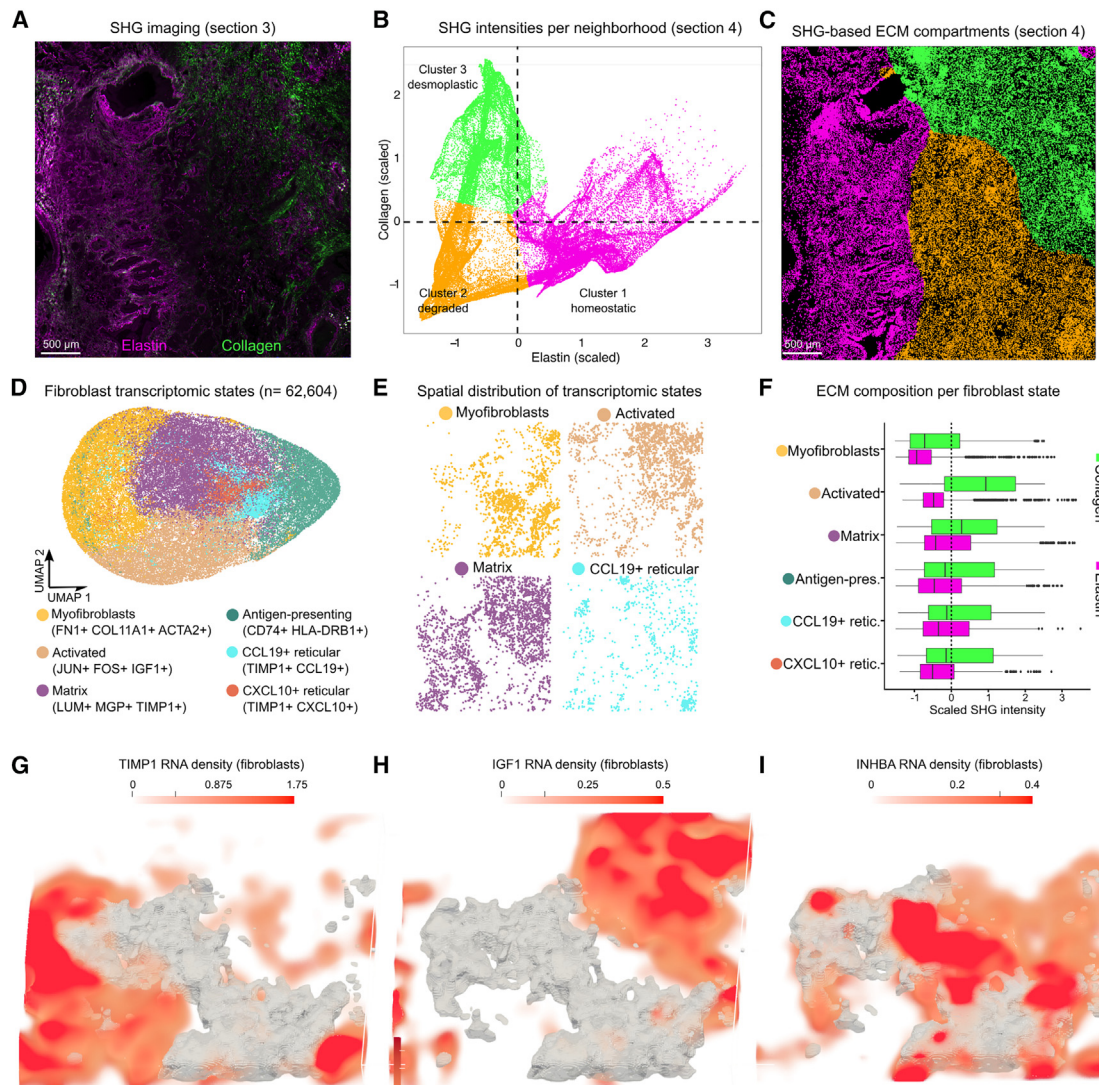 A
SHG imaging (section 3)
500 µm
Elastin
Collagen
B
SHG intensities per neighborhood (section 4)
Cluster 3
desmoplastic
Cluster 2
degraded
Cluster 1
homeostatic
2
1
0
−1
Collagen (scaled)
−1
0
1
2
3
Elastin (scaled)
C
SHG-based ECM compartments (section 4)
500 µm
D
Fibroblast transcriptomic states (n= 62,604)
UMAP 2
UMAP 1
Myofibroblasts
(FN1+ COL11A1+ ACTA2+)
Activated
(JUN+ FOS+ IGF1+)
Matrix
(LUM+ MGP+ TIMP1+)
Antigen-presenting
(CD74+ HLA-DRB1+)
CCL19+ reticular
(TIMP1+ CCL19+)
CXCL10+ reticular
(TIMP1+ CXCL10+)
E
Spatial distribution of transcriptomic states
Myofibroblasts
Activated
Matrix
CCL19+ reticular
F
ECM composition per fibroblast state
Myofibroblasts
Activated
Matrix
Antigen-pres.
CCL19+ retic.
CXCL10+ retic.
-1
0
1
2
3
Scaled SHG intensity
Collagen
Elastin
G
TIMP1 RNA density (fibroblasts)
0
0.875
1.75
H
IGF1 RNA density (fibroblasts)
0
0.25
0.5
I
INHBA RNA density (fibroblasts)
0
0.2
0.4